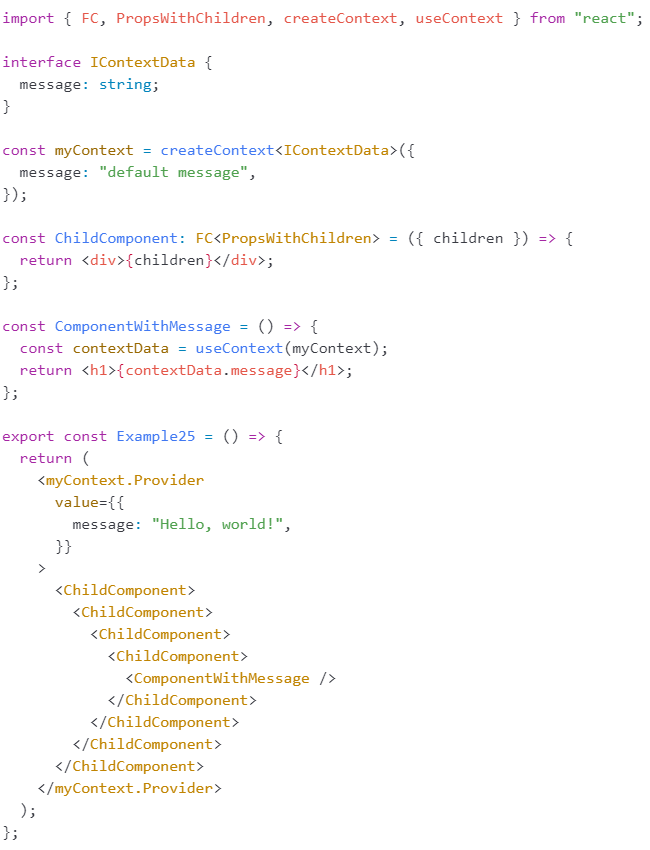 import { FC, PropsWithChildren, createContext, useContext } from "react";

interface IContextData {
  message: string;
}

const myContext = createContext<IContextData>({
  message: "default message",
});

const ChildComponent: FC<PropsWithChildren> = ({ children }) => {
  return <div>{children}</div>;
};

const ComponentWithMessage = () => {
  const contextData = useContext(myContext);
  return <h1>{contextData.message}</h1>;
};

export const Example25 = () => {
  return (
    <myContext.Provider
      value={{
        message: "Hello, world!",
      }}
    >
      <ChildComponent>
        <ChildComponent>
          <ChildComponent>
            <ChildComponent>
              <ComponentWithMessage />
            </ChildComponent>
          </ChildComponent>
        </ChildComponent>
      </ChildComponent>
    </myContext.Provider>
  );
};